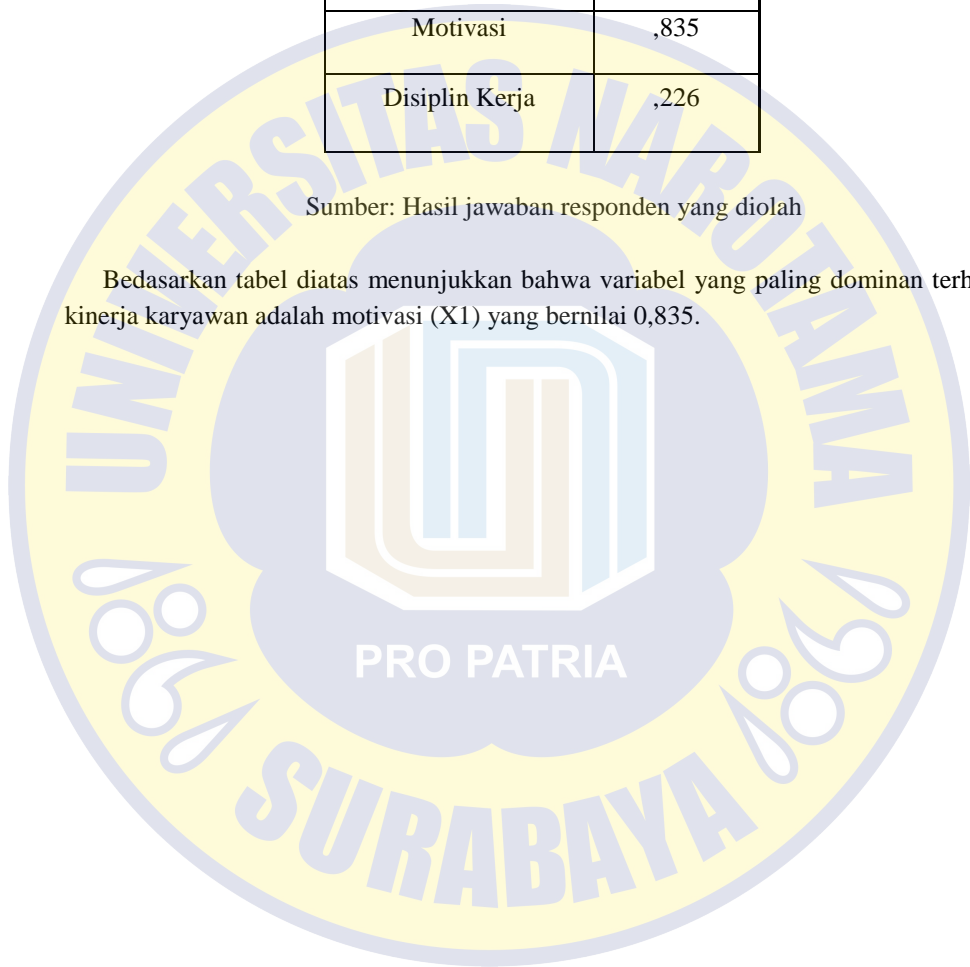 Motivasi ,835
Disiplin Kerja ,226
Sumber: Hasil jawaban responden yang diolah
Bedasarkan tabel diatas menunjukkan bahwa variabel yang paling dominan terh
kinerja karyawan adalah motivasi (X1) yang bernilai 0,835.
UNIVERSITAS NAROTAMA
PRO PATRIA
SURABAYA